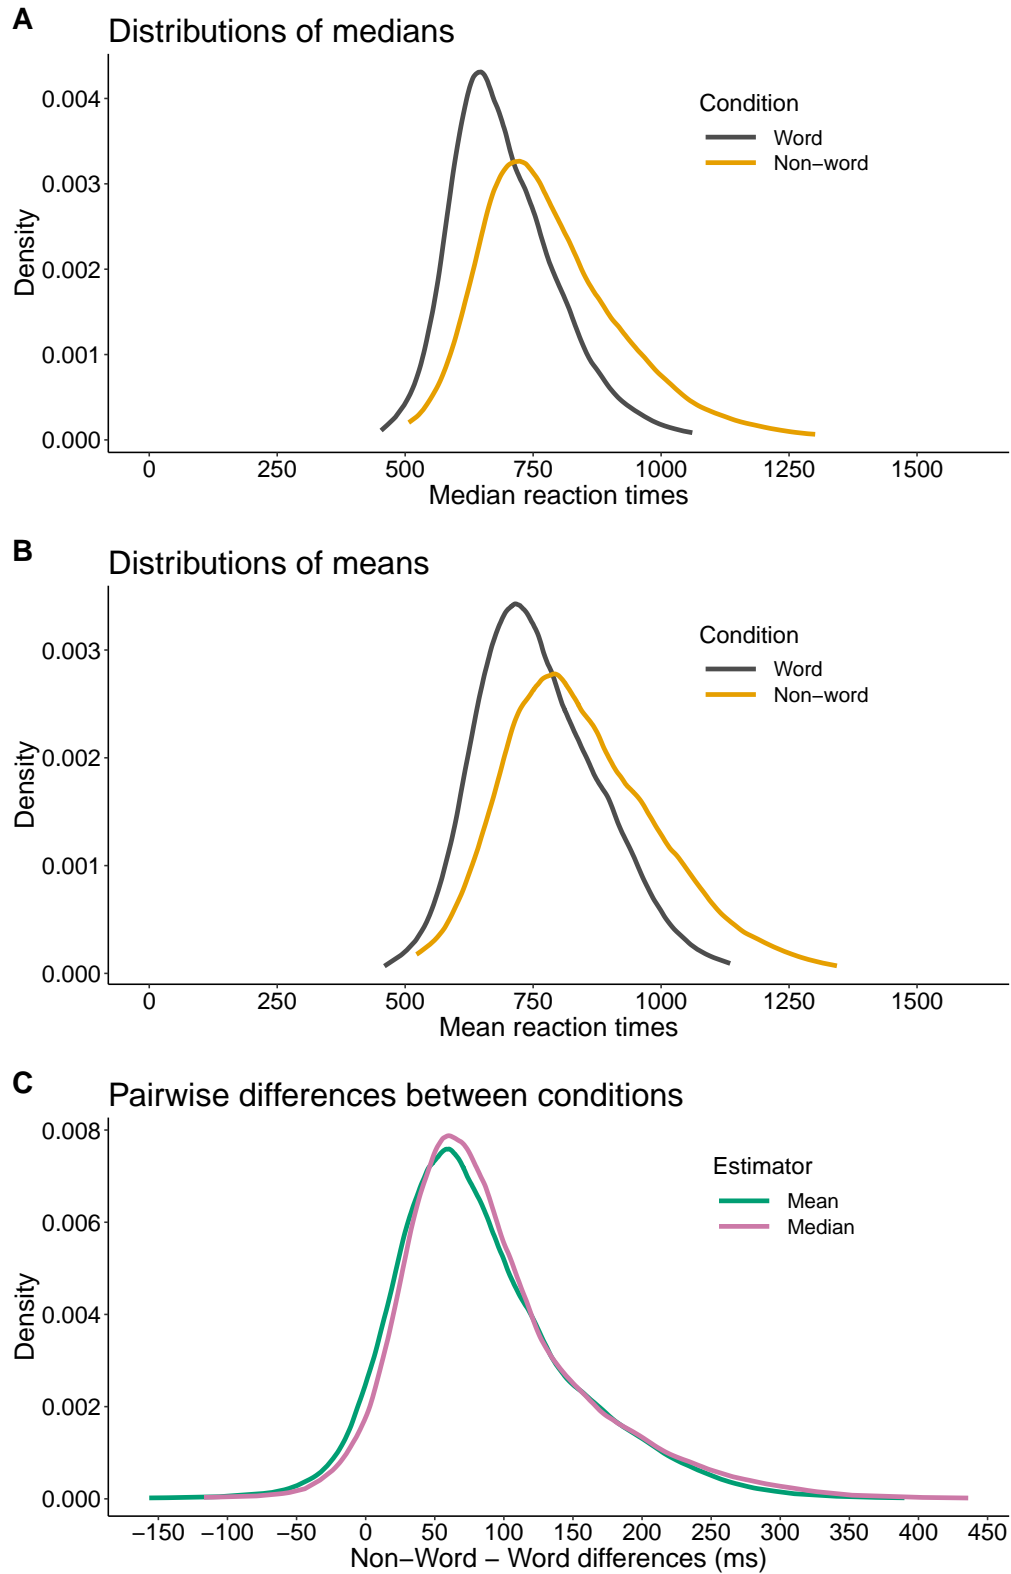 A
Distributions of medians
Density
0.004
0.003
0.002
0.001
0.000
Condition
Word
Non−word
0 250 500 750 1000 1250 1500
Median reaction times
B
Distributions of means
Density
0.003
0.002
0.001
0.000
Condition
Word
Non−word
0 250 500 750 1000 1250 1500
Mean reaction times
C
Pairwise differences between conditions
Density
0.008
0.006
0.004
0.002
0.000
Estimator
Mean
Median
−150 −100 −50 0 50 100 150 200 250 300 350 400 450
Non−Word − Word differences (ms)